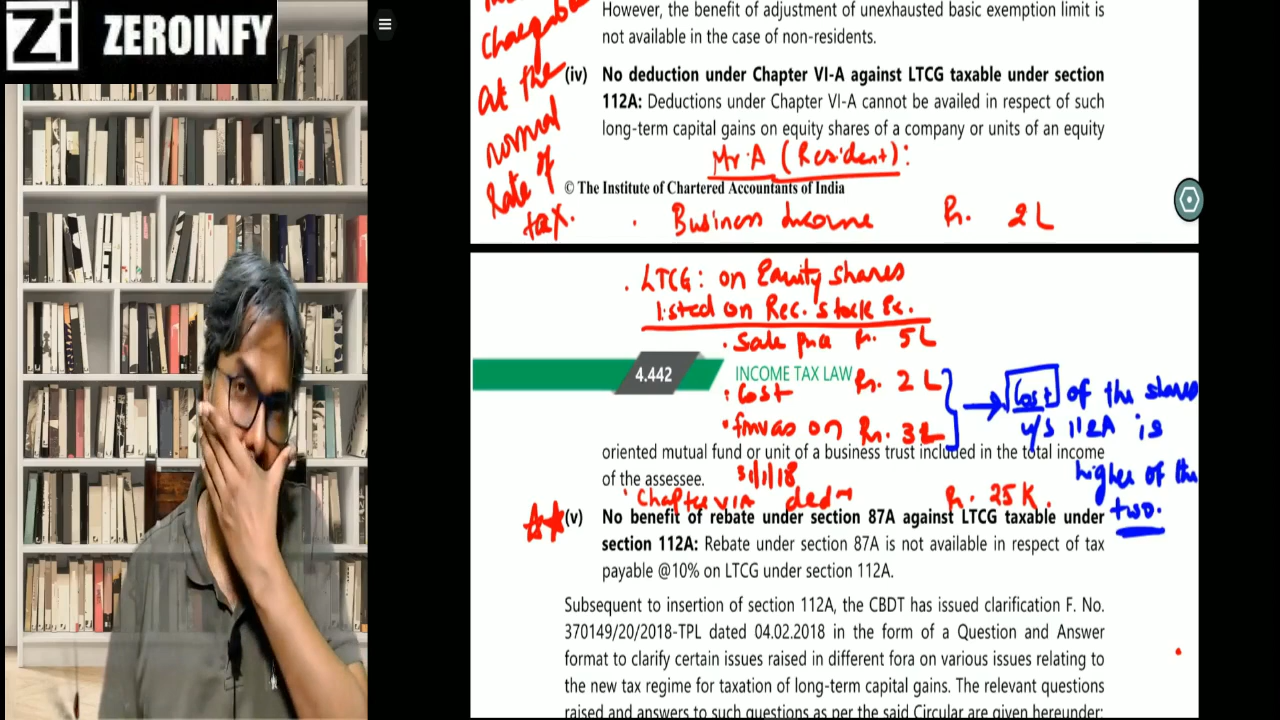 Zi ZEROINFY
chargeable
at the
normal
Rate of
tax.
However, the benefit of adjustment of unexhausted basic exemption limit is
not available in the case of non-residents.
(iv) No deduction under Chapter VI-A against LTCG taxable under section
112A: Deductions under Chapter VI-A cannot be availed in respect of such
long-term capital gains on equity shares of a company or units of an equity
Mr. A (Resident):
© The Institute of Chartered Accountants of India
. Business Income Rs. 2 L
. LTCG: on Equity shares
listed on Rec. stock Ex.
. Sale price Rs. 5 L
4.442 INCOME TAX LAW
. Cost Rs. 2 L
. fmv as on Rs. 3 L
31/1/18
Cost of the shares
u/s 112A is
higher of the
two.
oriented mutual fund or unit of a business trust included in the total income
of the assessee.
. Chapter VIA dedn Rs. 25 K.
(v) No benefit of rebate under section 87A against LTCG taxable under
section 112A: Rebate under section 87A is not available in respect of tax
payable @10% on LTCG under section 112A.
Subsequent to insertion of section 112A, the CBDT has issued clarification F. No.
370149/20/2018-TPL dated 04.02.2018 in the form of a Question and Answer
format to clarify certain issues raised in different fora on various issues relating to
the new tax regime for taxation of long-term capital gains. The relevant questions
raised and answers to such questions as per the said Circular are given hereunder: